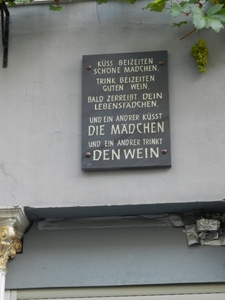 KÜSS BEIZEITEN
SCHÖNE MÄDCHEN,
TRINK BEIZEITEN
GUTEN WEIN,
BALD ZERREIßT DEIN
LEBENSFÄDCHEN.
UND EIN AND'RER KÜSST
DIE MÄDCHEN
UND EIN AND'RER TRINKT
DEN WEIN